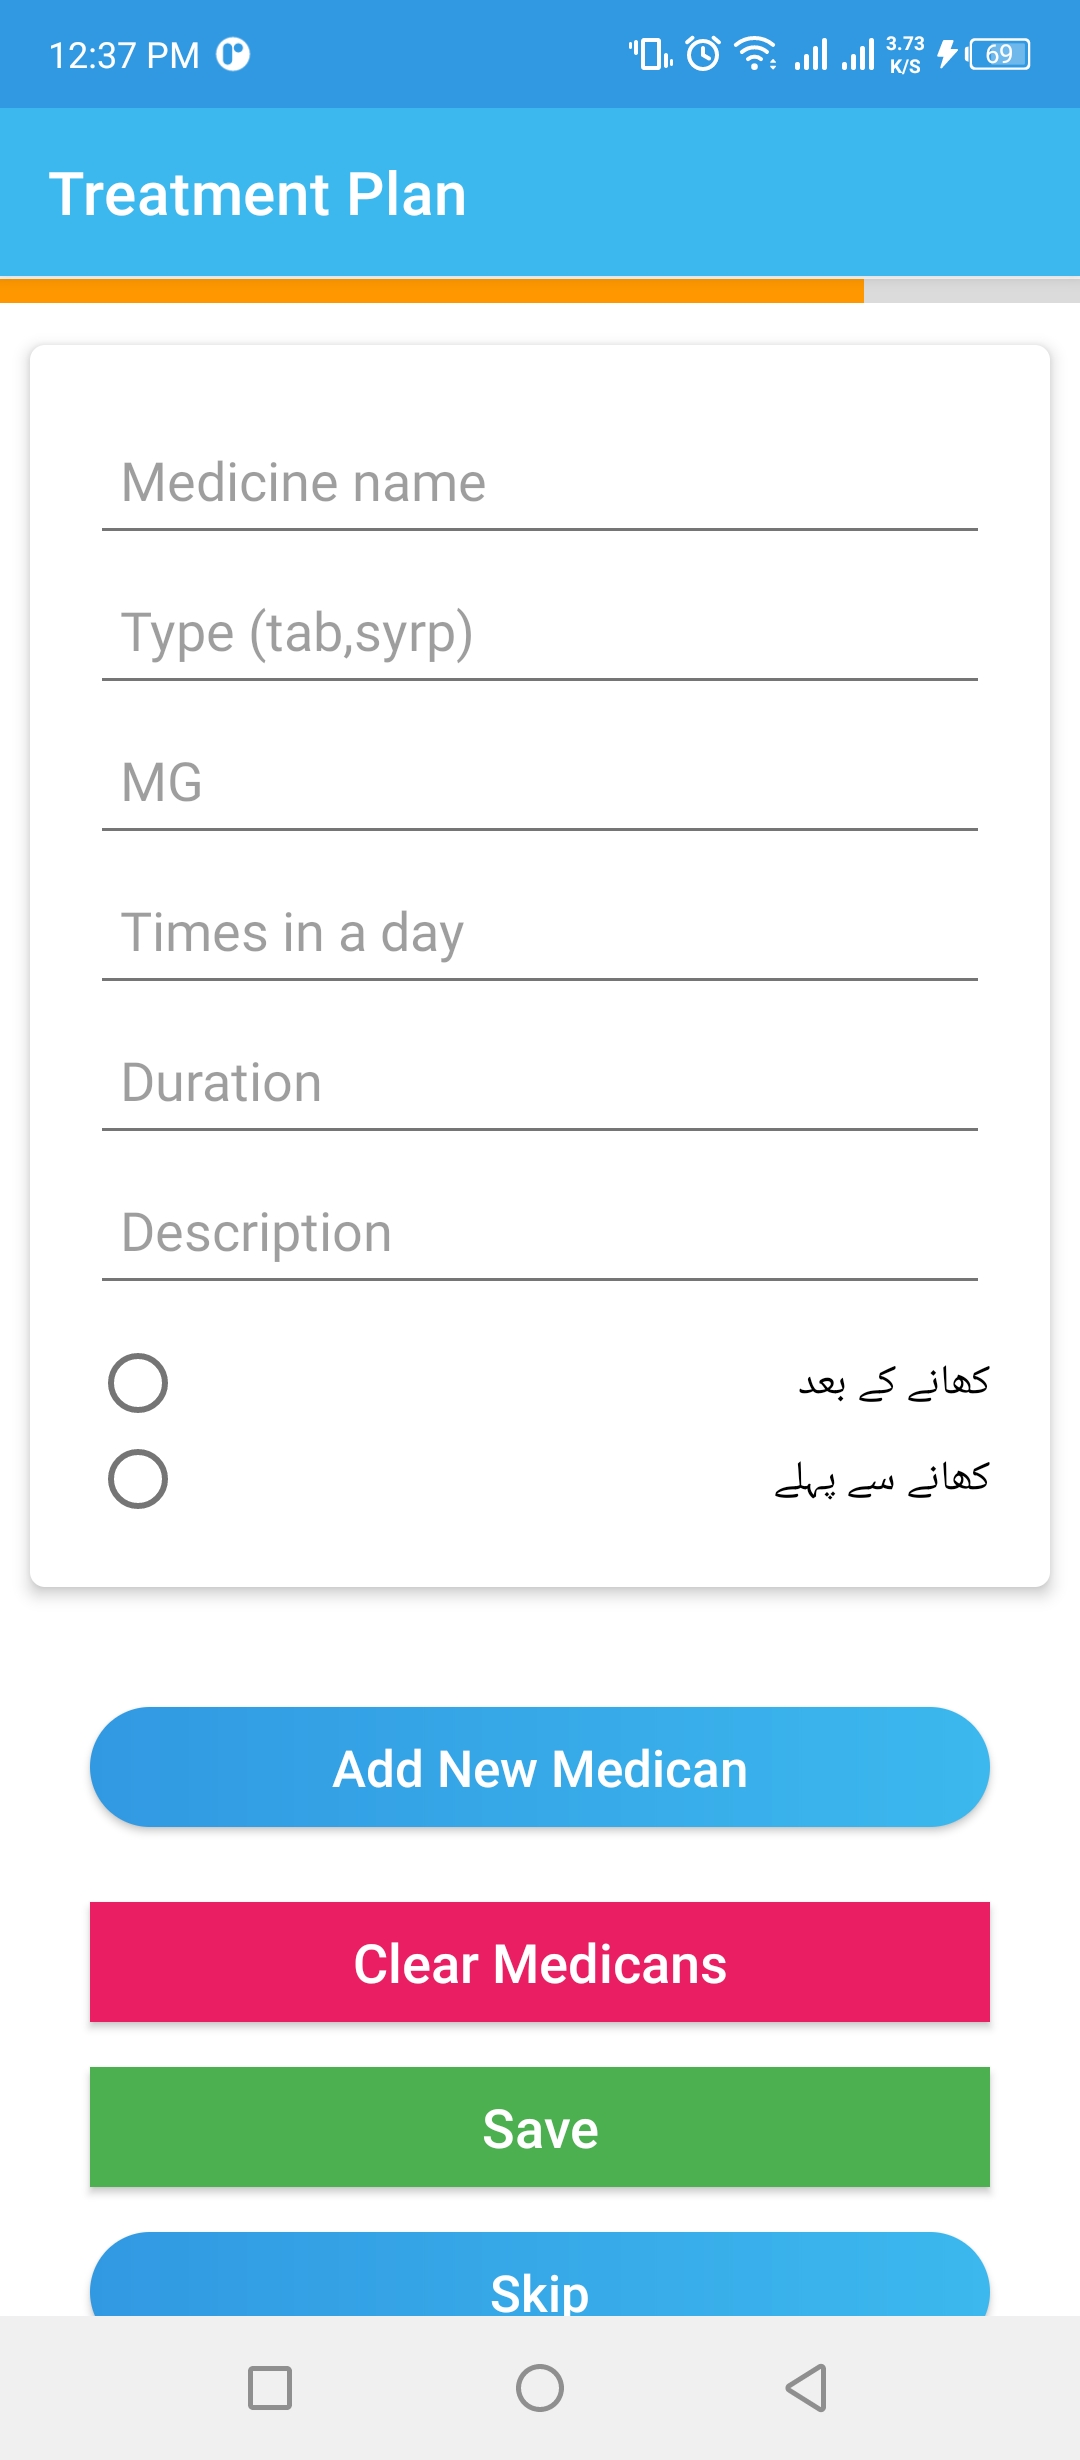 12:37 PM 3.73 K/S 69
Treatment Plan
Medicine name
Type (tab,syrp)
MG
Times in a day
Duration
Description
کھانے کے بعد
کھانے سے پہلے
Add New Medican
Clear Medicans
Save
Skip